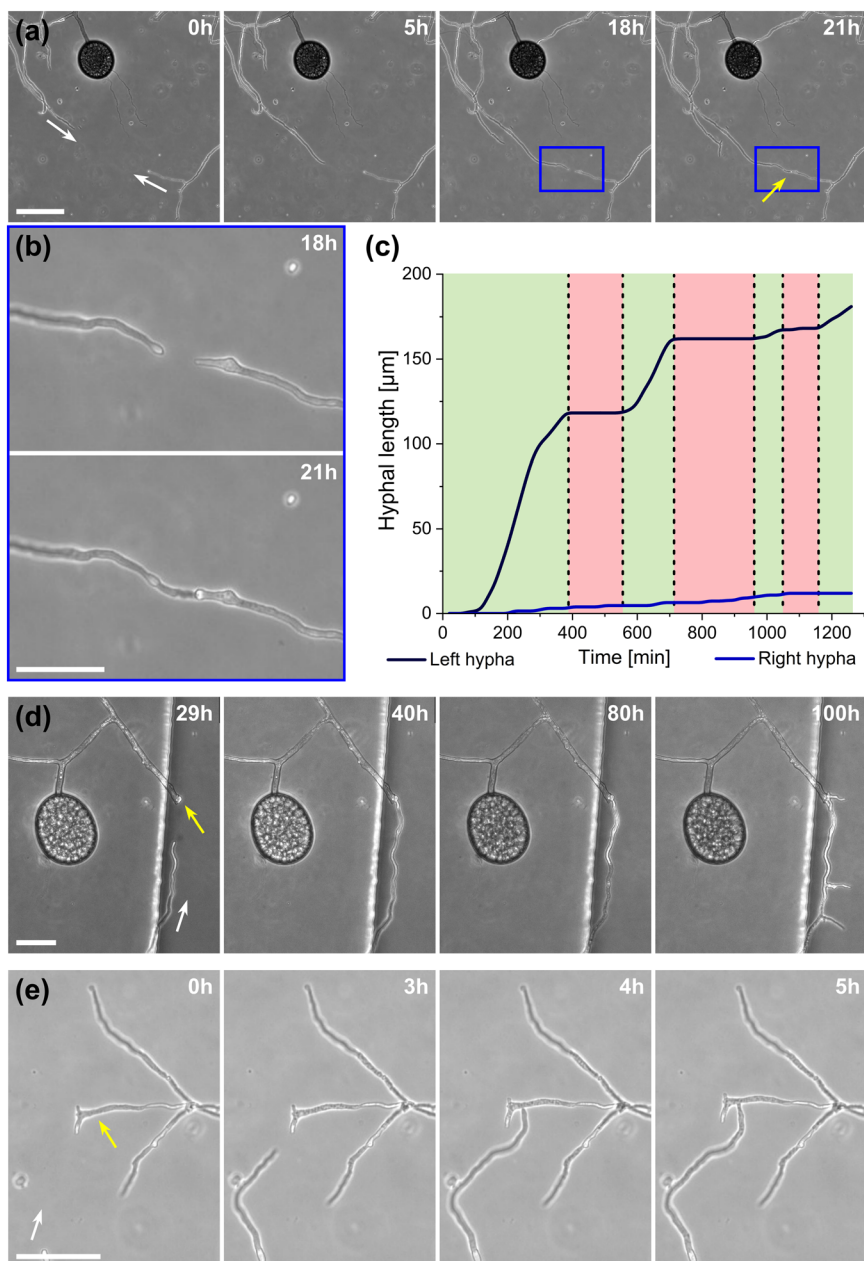 (a)
0h
5h
18h
21h
(b)
18h
21h
(c)
200
150
100
50
0
Hyphal length [µm]
0 200 400 600 800 1000 1200
Time [min]
Left hypha
Right hypha
(d)
29h
40h
80h
100h
(e)
0h
3h
4h
5h